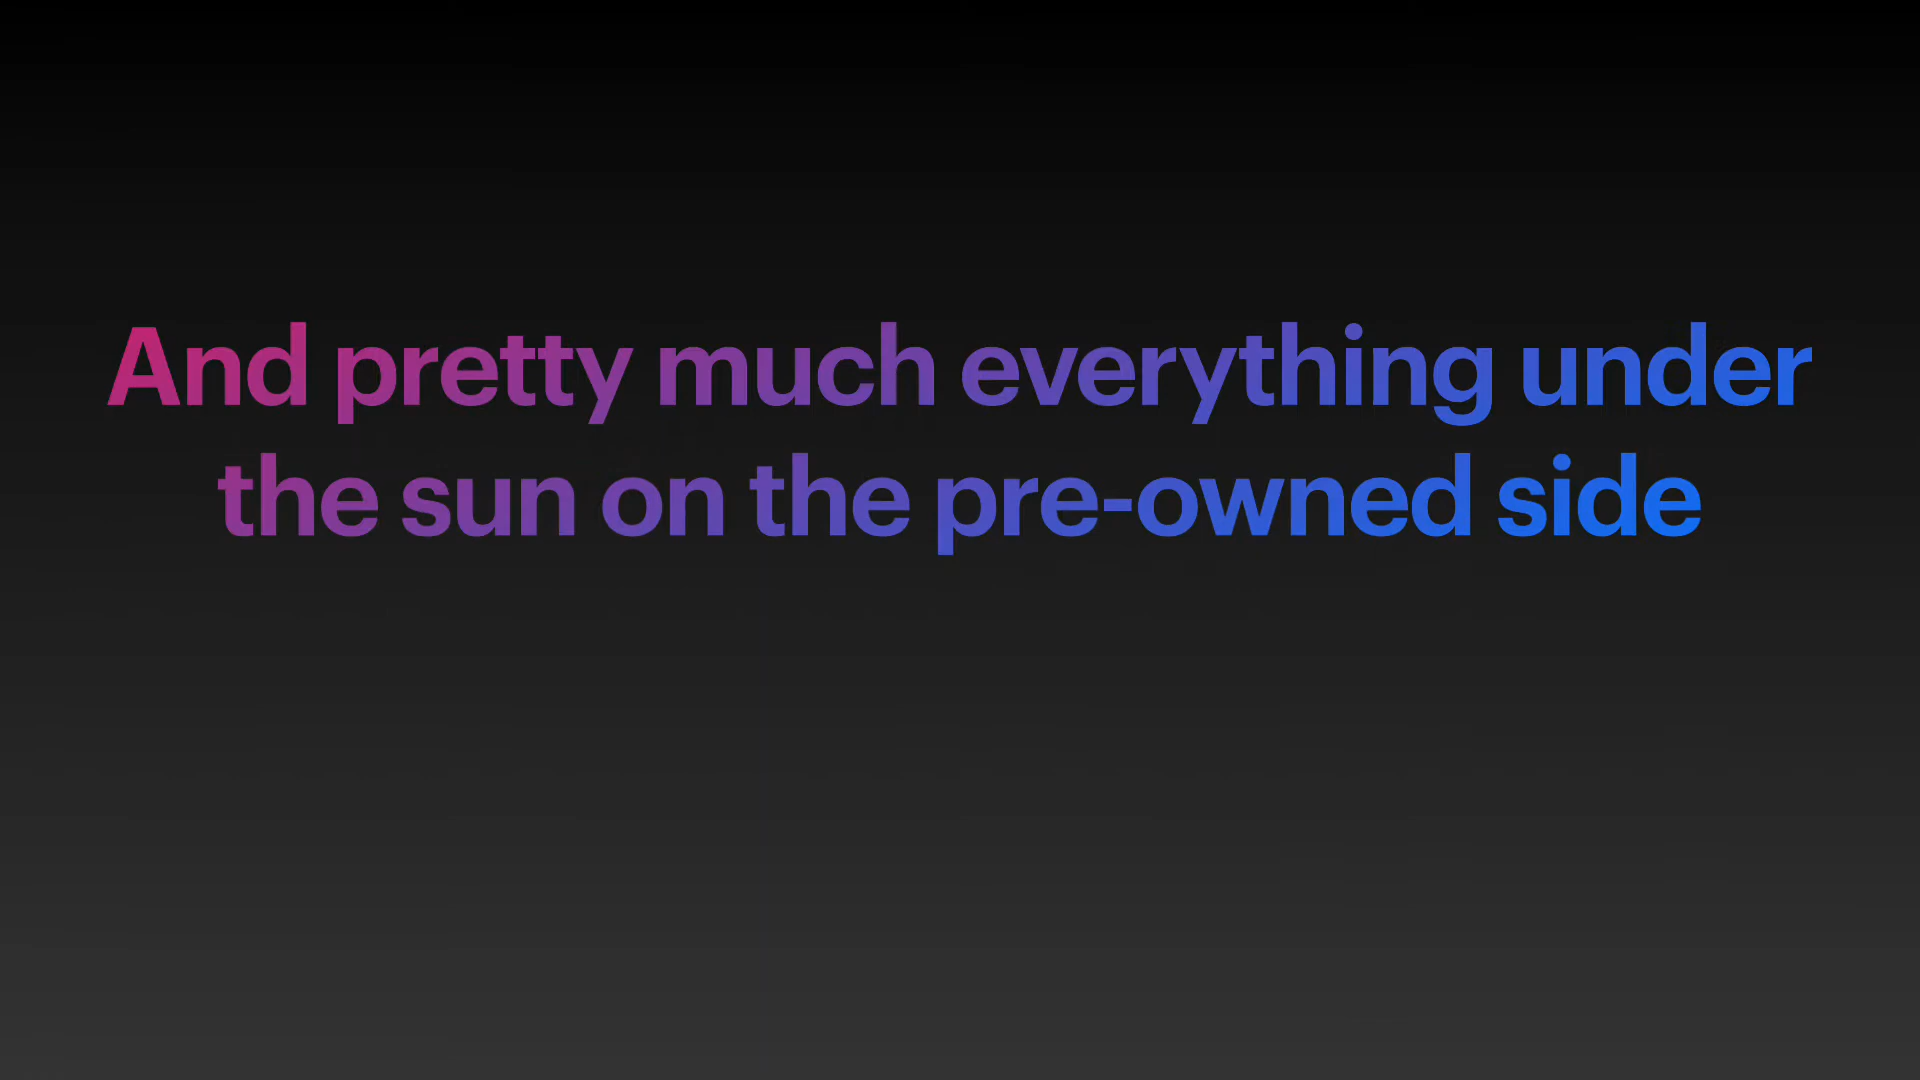 And pretty much everything under
the sun on the pre-owned side